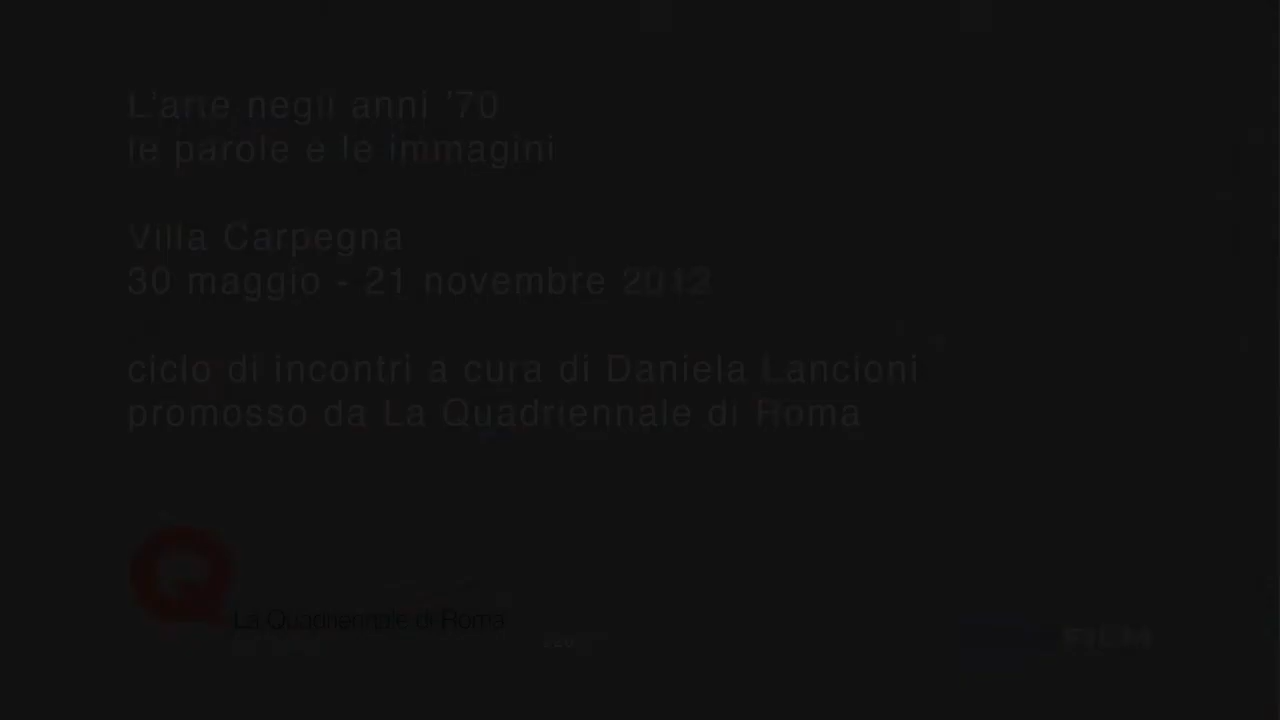 L'arte negli anni '70
le parole e le immagini
Villa Carpegna
30 maggio - 21 novembre 2012
ciclo di incontri a cura di Daniela Lancioni
promosso da La Quadriennale di Roma
La Quadriennale di Roma
FILM